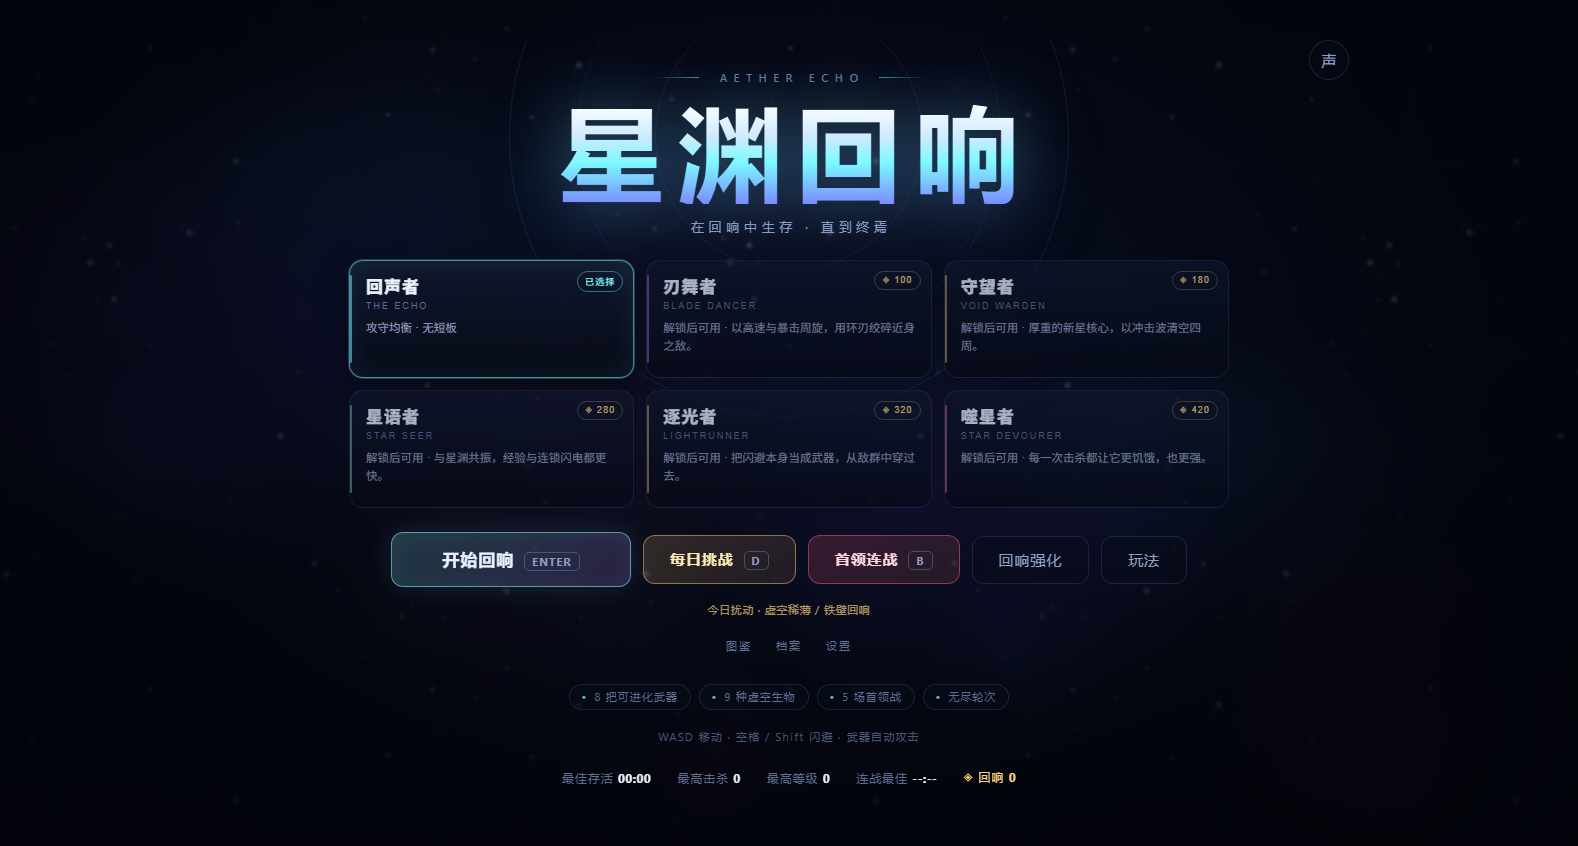 声
AETHER ECHO
星渊回响
在回响中生存 · 直到终焉
回声者 已选择
THE ECHO
攻守均衡 · 无短板
刃舞者 ◈ 100
BLADE DANCER
解锁后可用 · 以高速与暴击周旋，用环刃绞碎近身
之敌。
守望者 ◈ 180
VOID WARDEN
解锁后可用 · 厚重的新星核心，以冲击波清空四
周。
星语者 ◈ 280
STAR SEER
解锁后可用 · 与星渊共振，经验与连锁闪电都更
快。
逐光者 ◈ 320
LIGHTRUNNER
解锁后可用 · 把闪避本身当成武器，从敌群中穿过
去。
噬星者 ◈ 420
STAR DEVOURER
解锁后可用 · 每一次击杀都让它更饥饿，也更强。
开始回响 ENTER 每日挑战 D 首领连战 B 回响强化 玩法
今日扰动 · 虚空稀薄 / 铁壁回响
图鉴 档案 设置
• 8 把可进化武器 • 9 种虚空生物 • 5 场首领战 • 无尽轮次
WASD 移动 · 空格 / Shift 闪避 · 武器自动攻击
最佳存活 00:00 最高击杀 0 最高等级 0 连战最佳 --:-- ◈ 回响 0